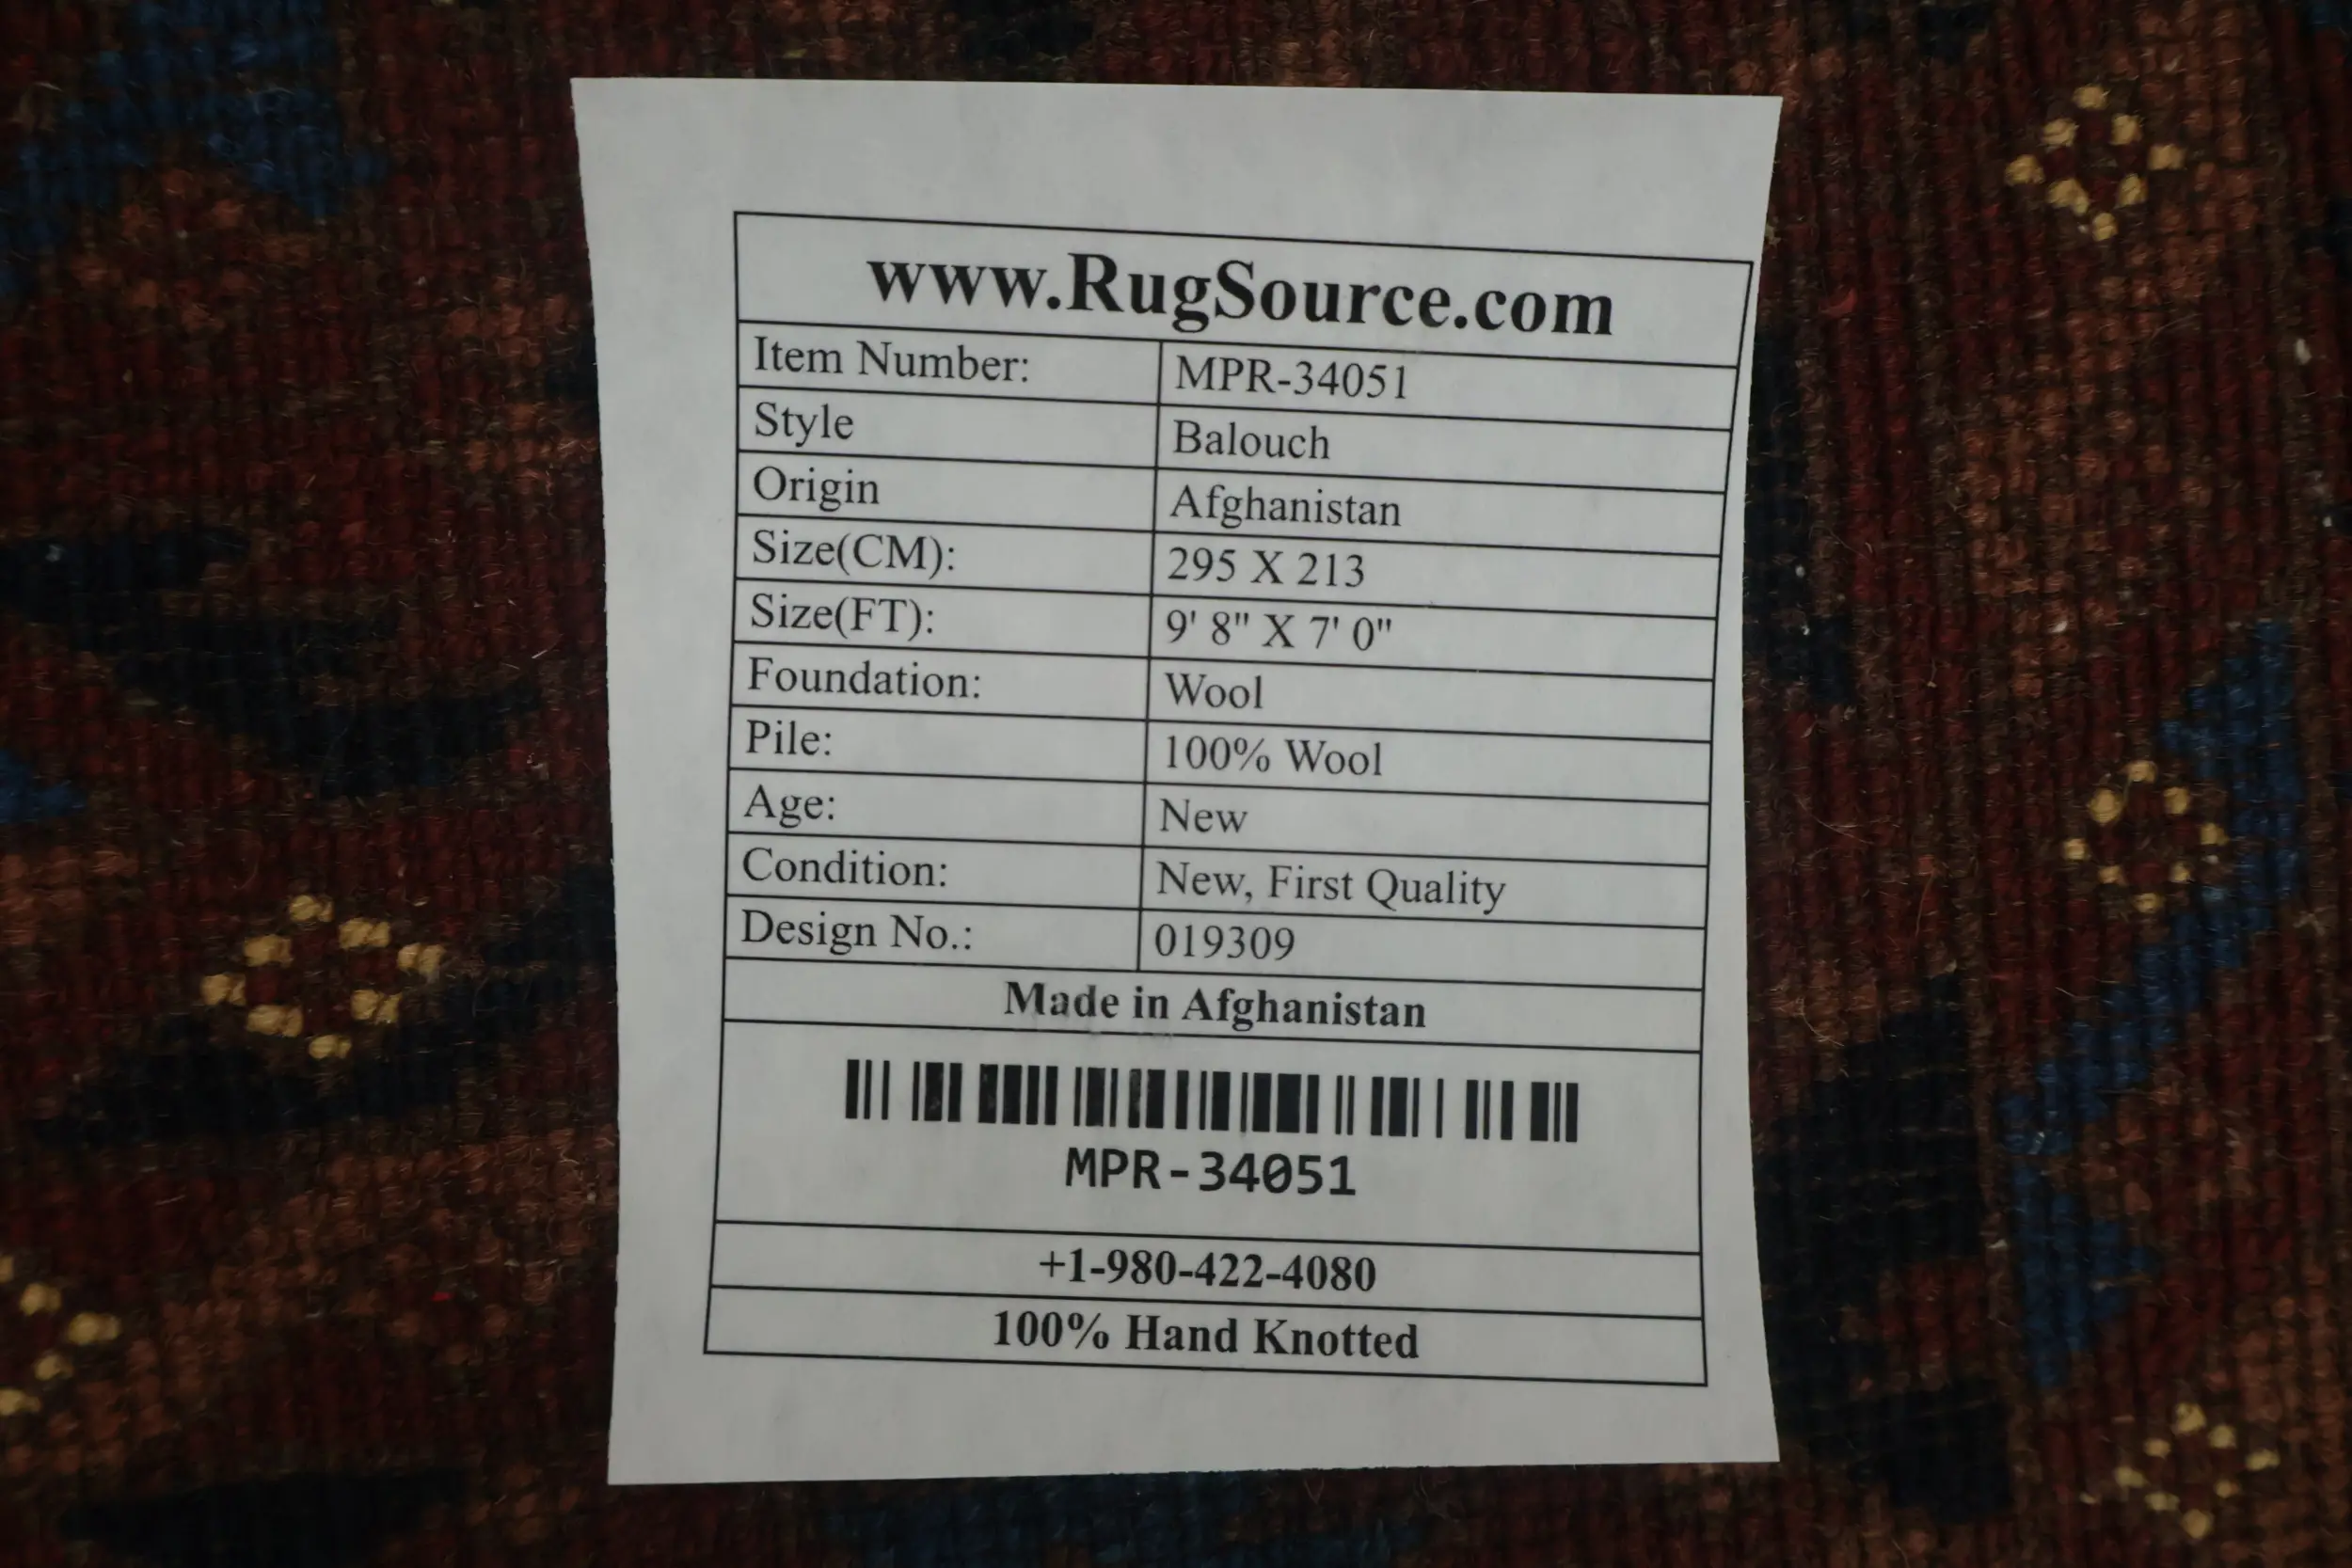 www.RugSource.com
Item Number: MPR-34051
Style Balouch
Origin Afghanistan
Size(CM): 295 X 213
Size(FT): 9' 8" X 7' 0"
Foundation: Wool
Pile: 100% Wool
Age: New
Condition: New, First Quality
Design No.: 019309
Made in Afghanistan
MPR-34051
+1-980-422-4080
100% Hand Knotted